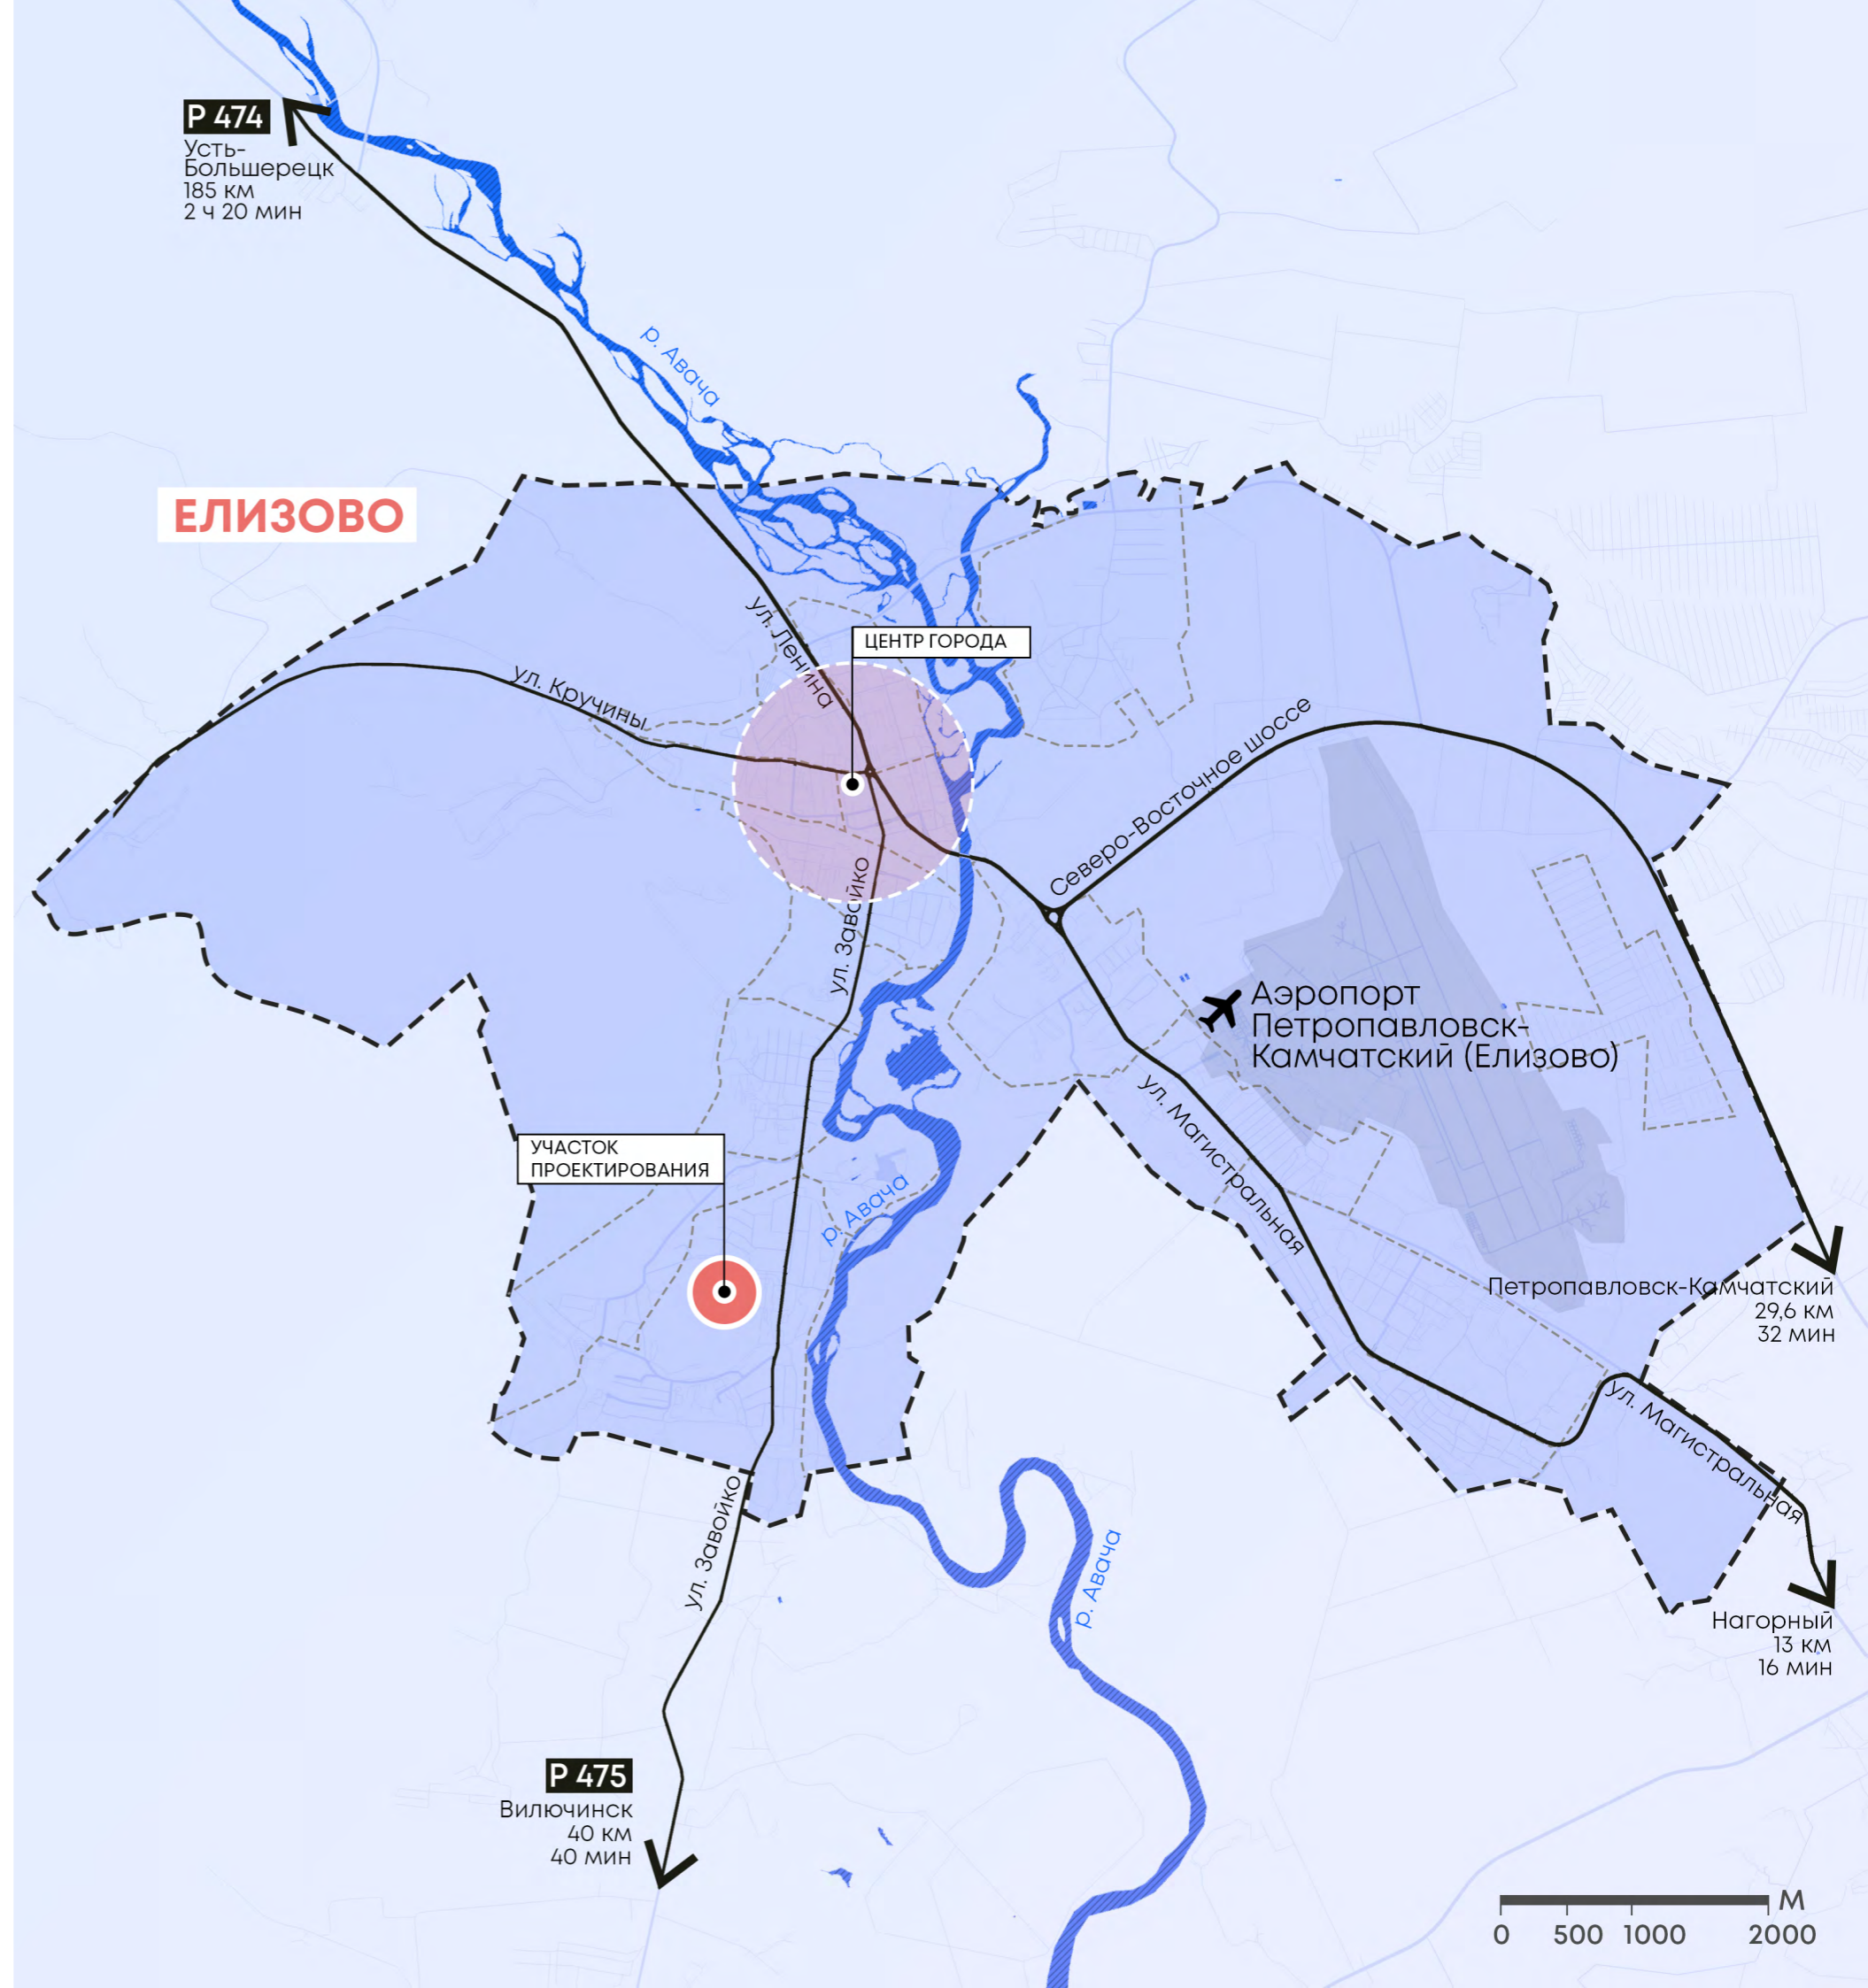 Р 474
Усть-
Большерецк
185 км
2 ч 20 мин
р. Авача
ЕЛИЗОВО
ул. Ленина
ЦЕНТР ГОРОДА
ул. Кручины
Северо-Восточное шоссе
ул. Завойко
Аэропорт
Петропавловск-
Камчатский (Елизово)
ул. Магистральная
УЧАСТОК
ПРОЕКТИРОВАНИЯ
р. Авача
Петропавловск-Камчатский
29,6 км
32 мин
ул. Магистральная
ул. Завойко
р. Авача
Нагорный
13 км
16 мин
Р 475
Вилючинск
40 км
40 мин
М
0 500 1000 2000